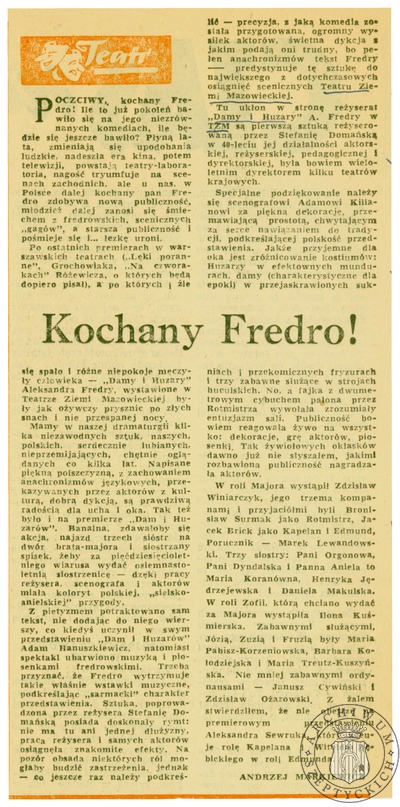 Teatr
POCZCIWY, kochany Fre-
dro! Ile to już pokoleń ba-
wiło się na jego niezrów-
nanych komediach, ile bę-
dzie się jeszcze bawiło? Płyną la-
ta, zmieniają się upodobania
ludzkie, nadeszła era kina, potem
telewizji, powstają teatry-labora-
toria, nagość tryumfuje na sce-
nach zachodnich, ale u nas, w
Polsce dalej kochany pan Fre-
dro zdobywa nową publiczność,
młodzież dalej zanosi się śmie-
chem z fredrowskich, scenicznych
„gagów", a starsza publiczność i
pośmieje się i... łezkę uroni.
Po ostatnich premierach w war-
szawskich teatrach („Lęki poran-
ne", Grochowiaka, „Na czwora-
kach" Różewicza, o których będą
dopiero pisał), a po których i źle
lić — precyzja, z jaką komedia zo-
stała przygotowana, ogromny wy-
siłek aktorów, świetna dykcja z
jakim podają oni trudny, bo pe-
łen anachronizmów tekst Fredry
— predystynuje tę sztukę do
największego z dotychczasowych
osiągnięć scenicznych Teatru Zie-
mi Mazowieckiej.
Tu ukłon w stronę reżysera!
„Damy i Huzary" A. Fredry w
TZM są pierwszą sztuką reżysero-
waną przez Stefanię Domańską
w 40-leciu jej działalności aktor-
skiej, reżyserskiej, pedagogicznej i
dyrektorskiej, była bowiem wielo-
letnim dyrektorem kilku teatrów
krajowych.
Specjalne podziękowanie należy
się scenografowi Adamowi Kilia-
nowi za piękną dekorację, prze-
mawiającą prostotą, chwytającym
za serce nawiązaniem do trady-
cji, podkreślającej polskość przed-
stawienia. Jakże przyjemne dla
oka jest zróżnicowanie kostiumów:
Huzarzy w efektownych mundu-
rach, damy (charakterystyczne dla
epoki) w przejaskrawionych suk-
Kochany Fredro!
się spało i różne niepokoje męczy-
ły człowieka — „Damy i Huzary"
Aleksandra Fredry, wystawione w
Teatrze Ziemi Mazowieckiej by-
ły jak ożywczy prysznic po złych
snach i nie przespanej nocy.
Mamy w naszej dramaturgii kil-
ka niezawodnych sztuk, naszych,
polskich, serdecznie lubianych,
nieprzemijających, chętnie oglą-
danych co kilka lat. Napisane
piękną polszczyzną, z zachowaniem
anachronizmów językowych, prze-
kazywanych przez aktorów z kul-
turą, dobrą dykcją, są prawdziwą
radością dla ucha i oka. Tak też
było i na premierze „Dam i Hu-
zarów". Banalna, zdawałoby się
akcja, najazd trzech sióstr na
dwór brata-majora i siostrzany
spisek, żeby za pięćdziesięciolet-
niego wiarusa wydać osiemnasto-
letnią siostrzenicę — dzęki pracy
reżysera, scenografa i aktorów
miała koloryt polskiej, „sielsko-
anielskiej" przygody.
Z pietyzmem potraktowano sam
tekst, nie dodając do niego wier-
szy, co kiedyś uczynił w swym
przedstawieniu „Dam i Huzarów"
Adam Hanuszkiewicz, natomiast
spektakl ubarwiono muzyką i pio-
senkami fredrowskimi. Trzeba
przyznać, że Fredro wytrzymuje
takie właśnie wstawki muzyczne,
podkreślając „sarmacki" charakter
przedstawienia. Sztuka, poprowa-
dzona przez reżysera Stefanię Do-
mańską posiada doskonały rytm:
nie ma tu ani jednej dłużyzny,
praca reżysera i samych aktorów
osiągnęła znakomite efekty. Na
pozór obsada niektórych ról mo-
głaby budzić zastrzeżenia, jednak
— co jeszcze raz należy podkreś-
niach i przekomicznych fryzurach
i trzy zabawne służące w strojach
huculskich. No, a fajka z dwume-
trowym cybuchem palona przez
Rotmistrza wywołała zrozumiały
entuzjazm sali. Publiczność bo-
wiem reagowała żywo na wszyst-
ko: dekorację, grę aktorów, pio-
senki. Tak żywiołowych oklasków
dawno już nie słyszałem, jakimi
rozbawiona publiczność nagradza-
ła aktorów.
W roli Majora wystąpił Zdzisław
Winiarczyk, jego trzema kompa-
nami i przyjaciółmi byli Broni-
sław Surmak jako Rotmistrz, Ja-
cek Brick jako Kapelan i Edmund,
Porucznik — Marek Lewandows-
ki. Trzy siostry: Pani Orgonowa,
Pani Dyndalska i Panna Aniela to
Maria Koranówna, Henryka Ję-
drzejewska i Daniela Makulska.
W roli Zofii, którą chciano wydać
za Majora wystąpiła Ilona Kuś-
mierska. Zabawnymi służącymi,
Józią, Zuzią i Fruzią były Maria
Pabisz-Korzeniowska, Barbara Ko-
łodziejska i Maria Treutz-Kuszyń-
ska. Nie mniej zabawnymi ordy-
nansami — Janusz Cywiński i
Zdzisław Ożarowski. Z żalem
stwierdziłem, że nie
premierowym przedstawieniu
Aleksandra Sewruka,
je rolę Kapelana i
bickiego w roli Edmunda.
ANDRZEJ
ARCHIWUM
SZEPTYCKICH